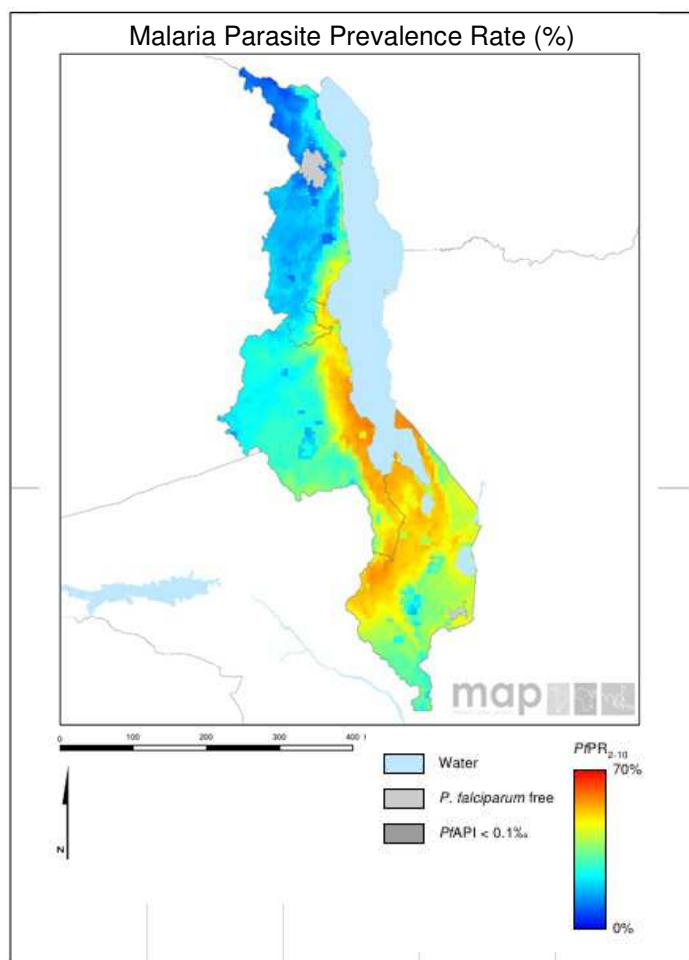 Malaria Parasite Prevalence Rate (%)
map
0 100 200 300 400
Water
P. falciparum free
PfAPI < 0.1‰
PfPR2-10
70%
0%
N